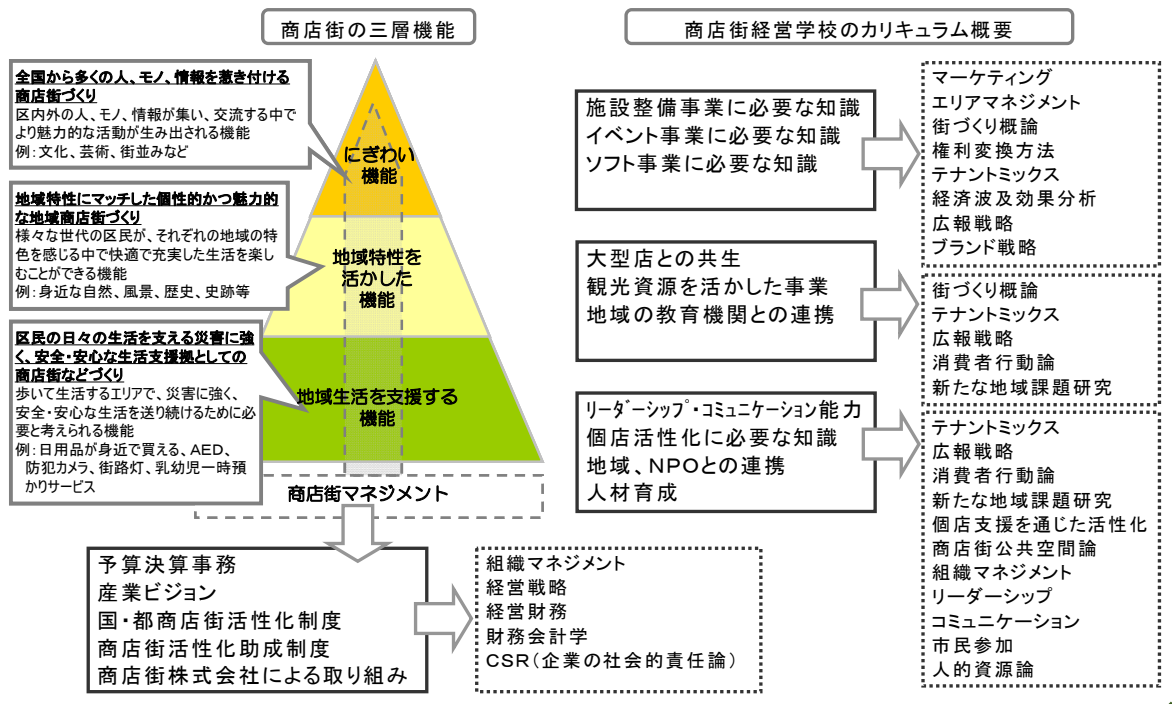 商店街の三層機能
商店街経営学校のカリキュラム概要
全国から多くの人、モノ、情報を惹き付ける
商店街づくり
区内外の人、モノ、情報が集い、交流する中で
より魅力的な活動が生み出される機能
例：文化、芸術、街並みなど
地域特性にマッチした個性的かつ魅力的
な地域商店街づくり
様々な世代の区民が、それぞれの地域の特
色を感じる中で快適で充実した生活を楽し
むことができる機能
例：身近な自然、風景、歴史、史跡等
区民の日々の生活を支える災害に強
く、安全・安心な生活支援拠としての
商店街などづくり
歩いて生活するエリアで、災害に強く、
安全・安心な生活を送り続けるために必
要と考えられる機能
例：日用品が身近で買える、AED、
防犯カメラ、街路灯、乳幼児一時預
かりサービス
にぎわい
機能
地域特性を
活かした
機能
地域生活を支援する
機能
商店街マネジメント
予算決算事務
産業ビジョン
国・都商店街活性化制度
商店街活性化助成制度
商店街株式会社による取り組み
組織マネジメント
経営戦略
経営財務
財務会計学
CSR（企業の社会的責任論）
施設整備事業に必要な知識
イベント事業に必要な知識
ソフト事業に必要な知識
マーケティング
エリアマネジメント
街づくり概論
権利変換方法
テナントミックス
経済波及効果分析
広報戦略
ブランド戦略
大型店との共生
観光資源を活かした事業
地域の教育機関との連携
街づくり概論
テナントミックス
広報戦略
消費者行動論
新たな地域課題研究
ﾘｰﾀﾞｰｼｯﾌﾟ・ｺﾐｭﾆｹｰｼｮﾝ能力
個店活性化に必要な知識
地域、NPOとの連携
人材育成
テナントミックス
広報戦略
消費者行動論
新たな地域課題研究
個店支援を通じた活性化
商店街公共空間論
組織マネジメント
リーダーシップ
コミュニケーション
市民参加
人的資源論